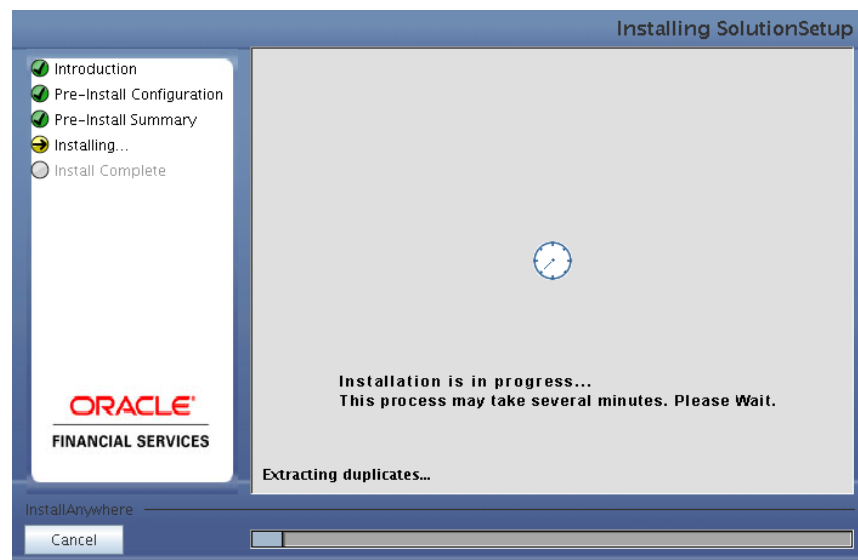 Installing SolutionSetup
Introduction
Pre-Install Configuration
Pre-Install Summary
Installing...
Install Complete
Installation is in progress...
This process may take several minutes. Please Wait.
ORACLE
FINANCIAL SERVICES
Extracting duplicates...
InstallAnywhere
Cancel